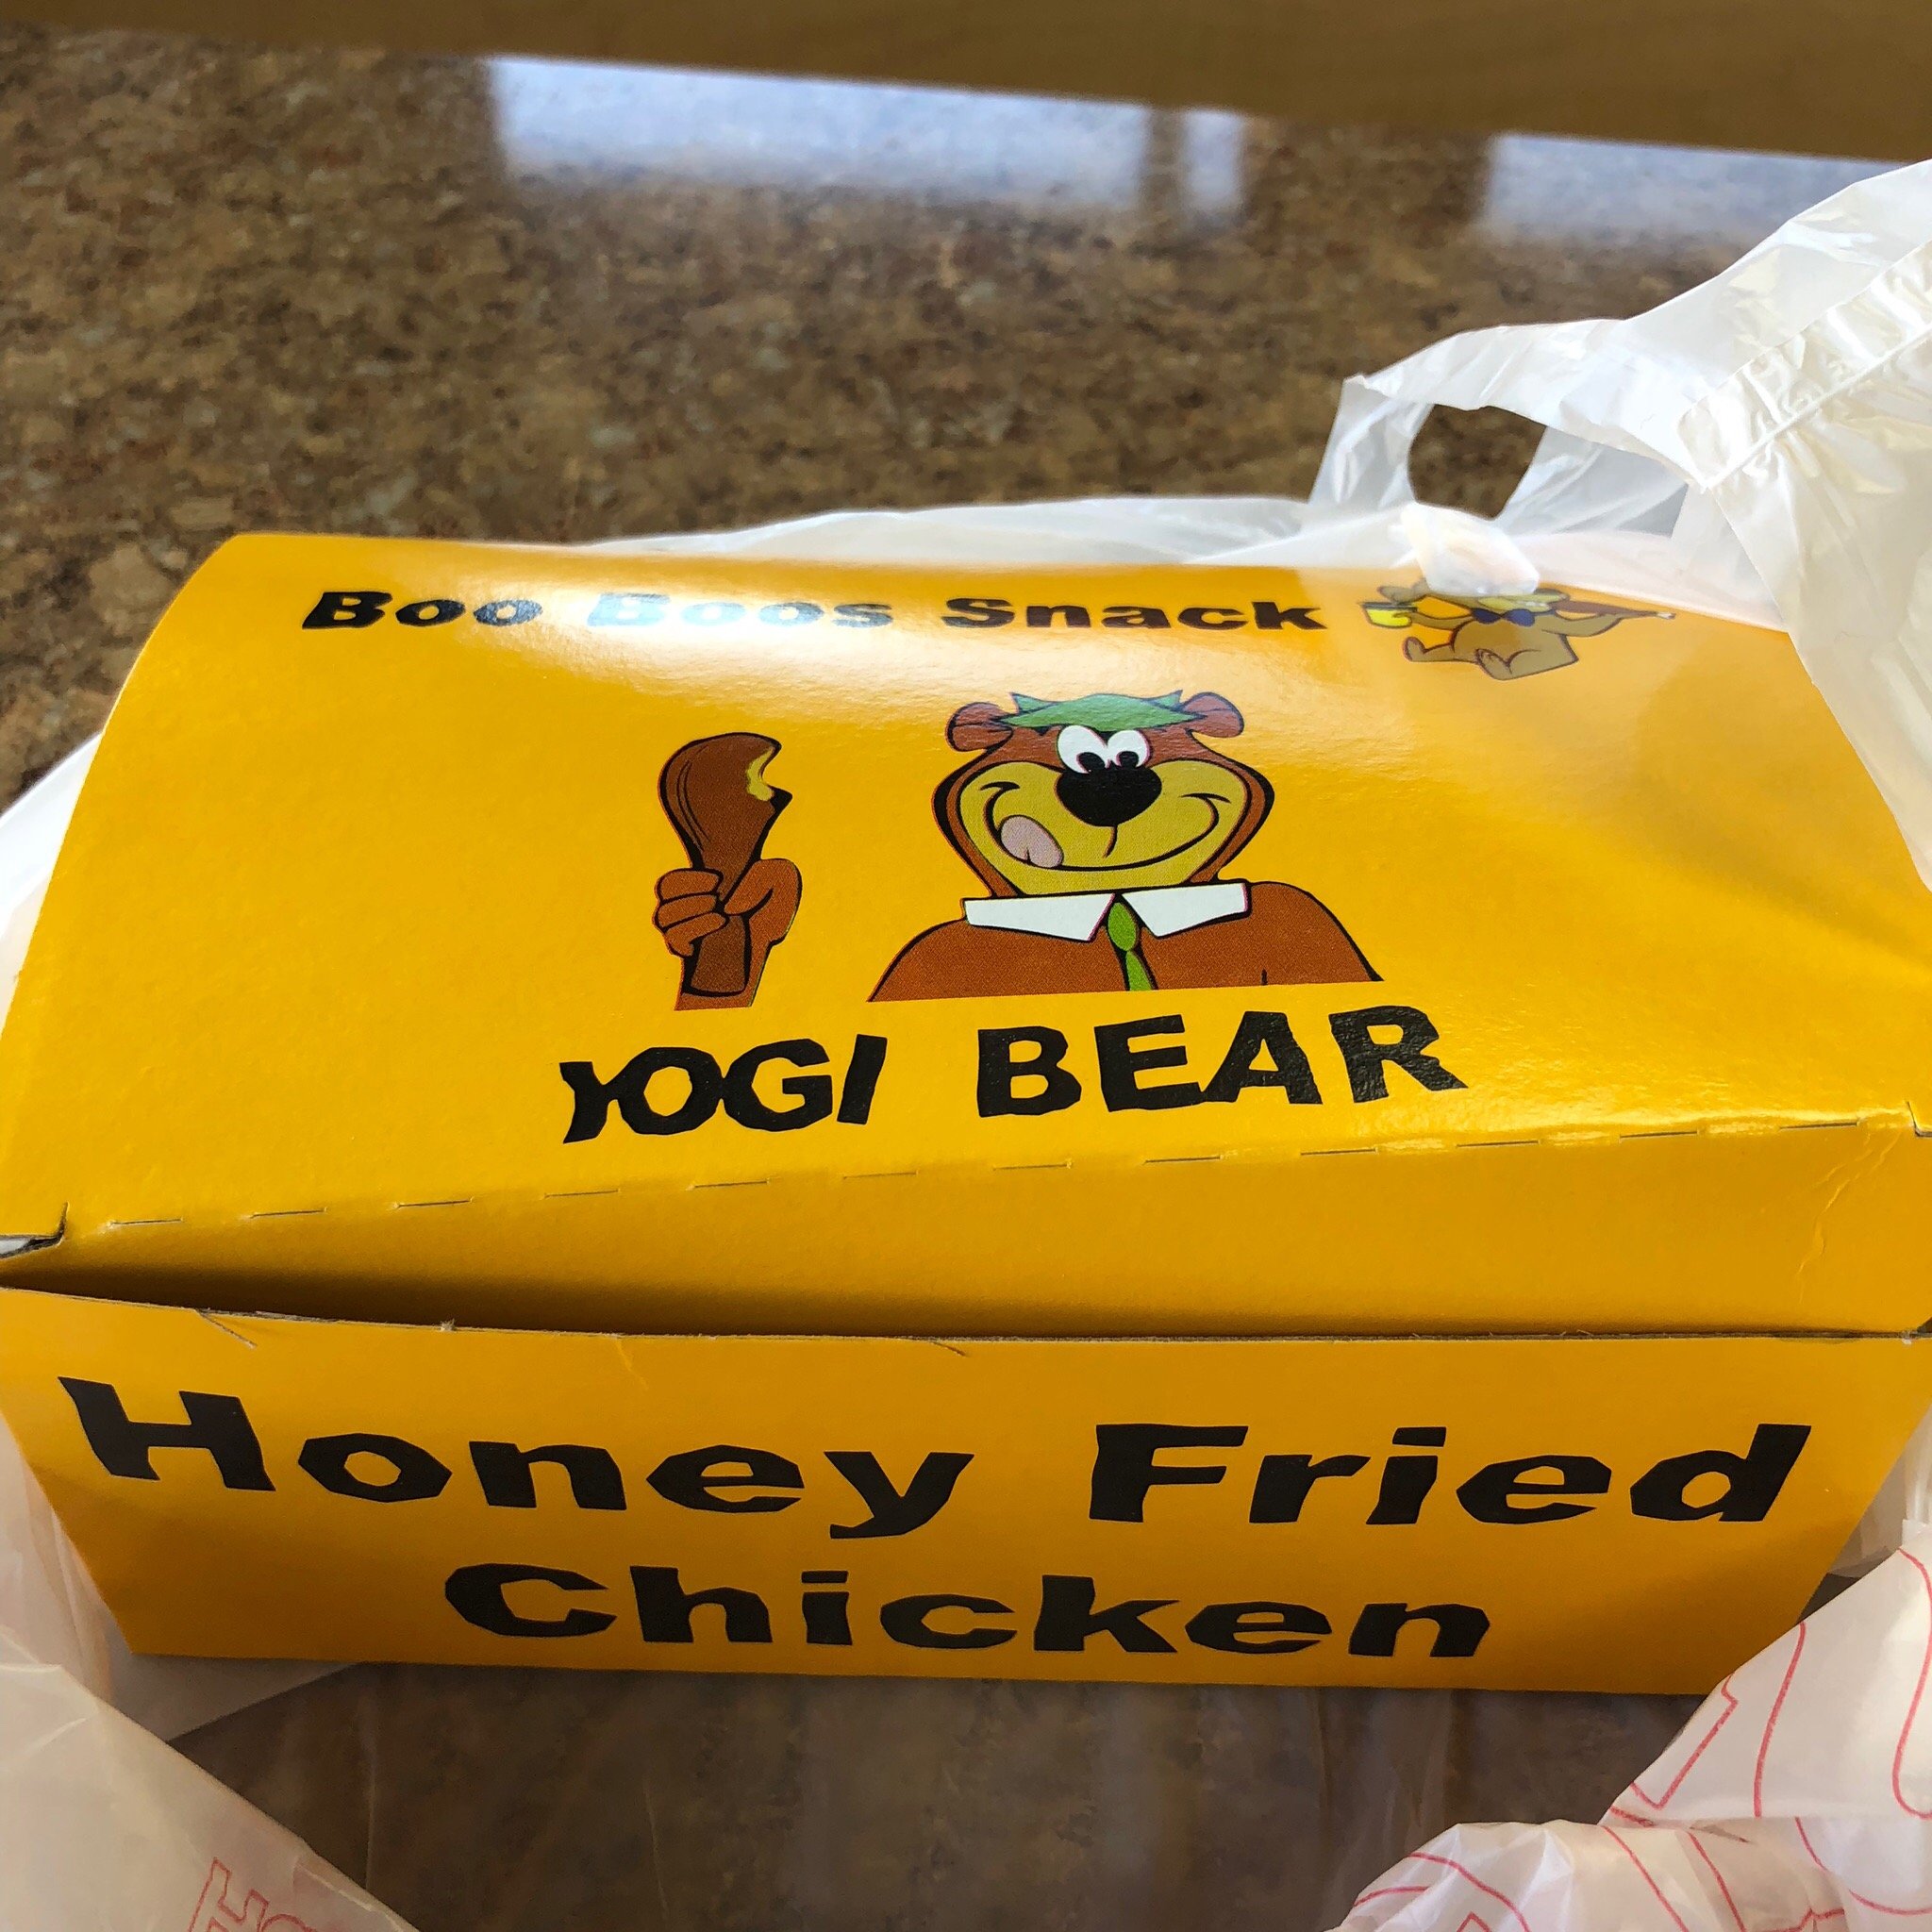 Boo Boos Snack
YOGI BEAR
Honey Fried
Chicken